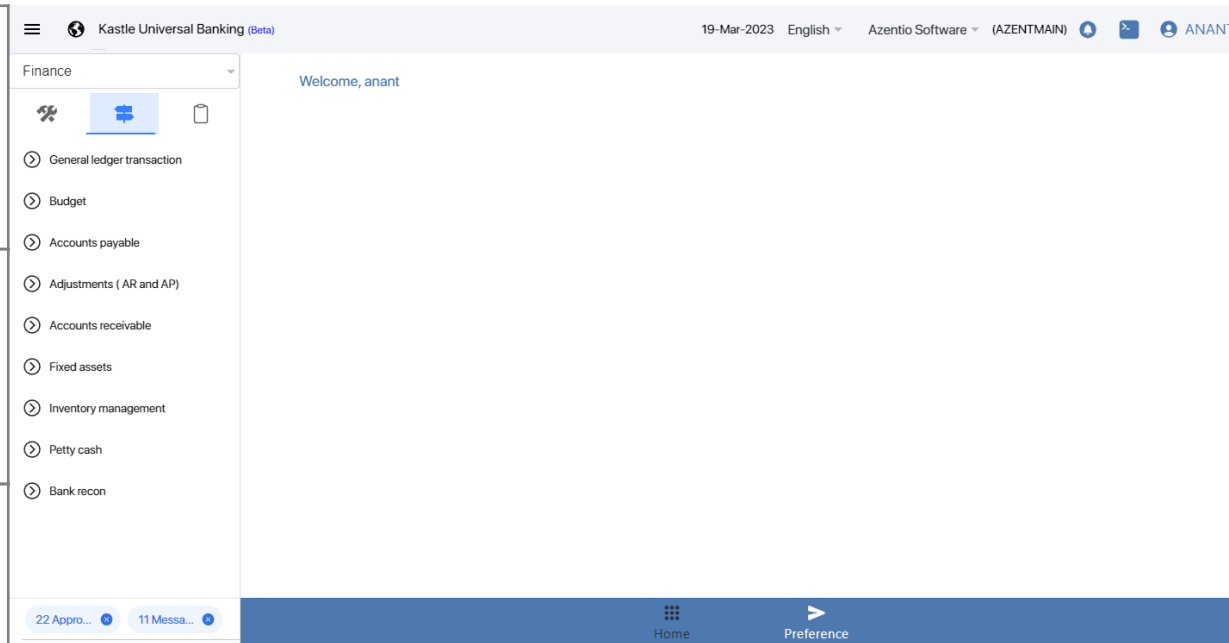 Kastle Universal Banking (Beta)
19-Mar-2023 English Azentio Software (AZENTMAIN) ANANT
Finance
Welcome, anant
General ledger transaction
Budget
Accounts payable
Adjustments ( AR and AP)
Accounts receivable
Fixed assets
Inventory management
Petty cash
Bank recon
22 Appro... 11 Messa...
Home
Preference